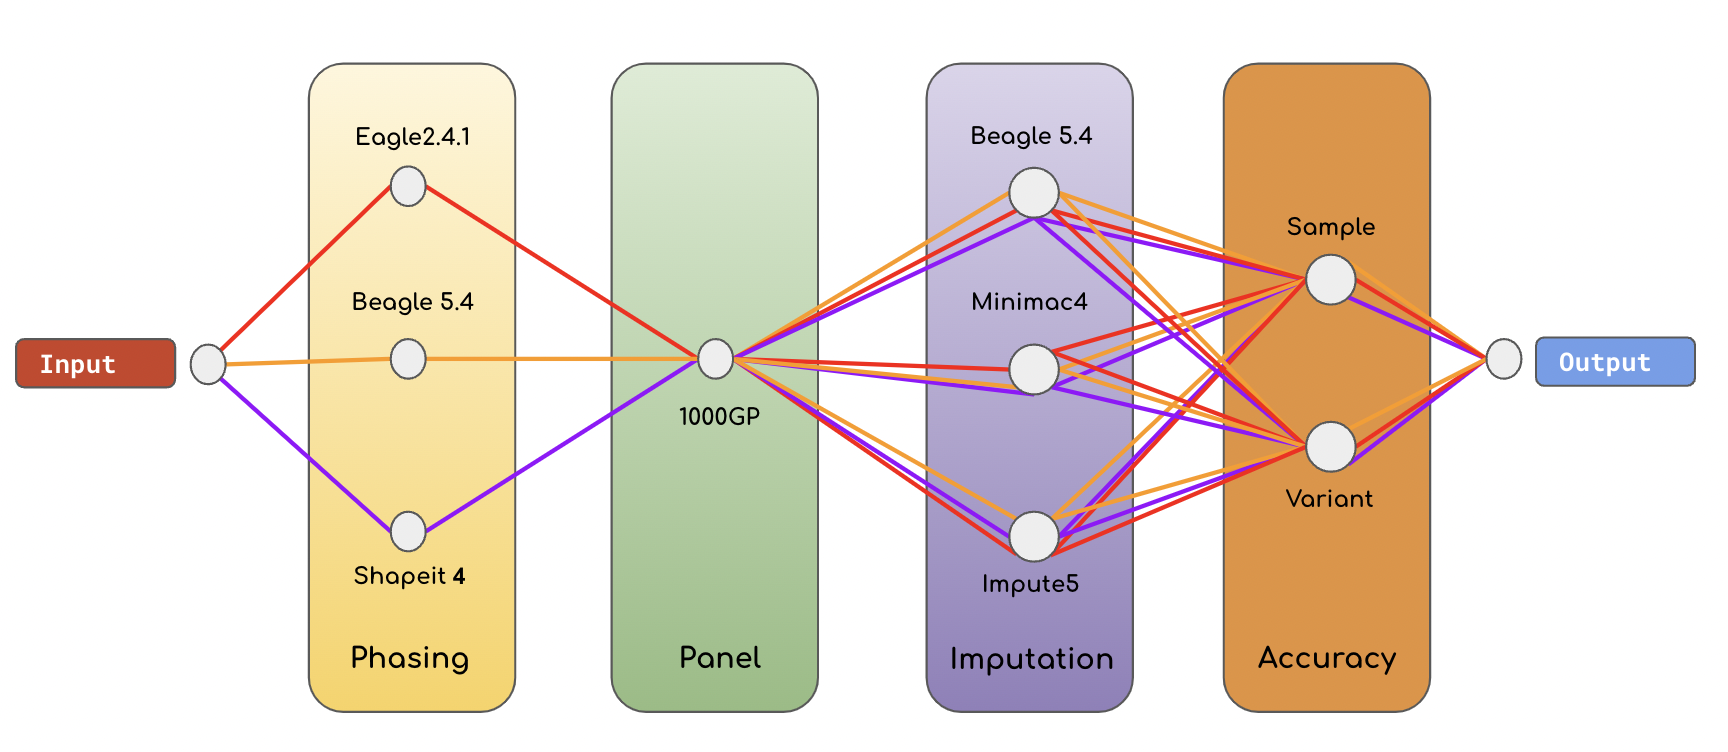 Input
Eagle2.4.1
Beagle 5.4
Shapeit 4
Phasing
1000GP
Panel
Beagle 5.4
Minimac4
Impute5
Imputation
Sample
Variant
Accuracy
Output